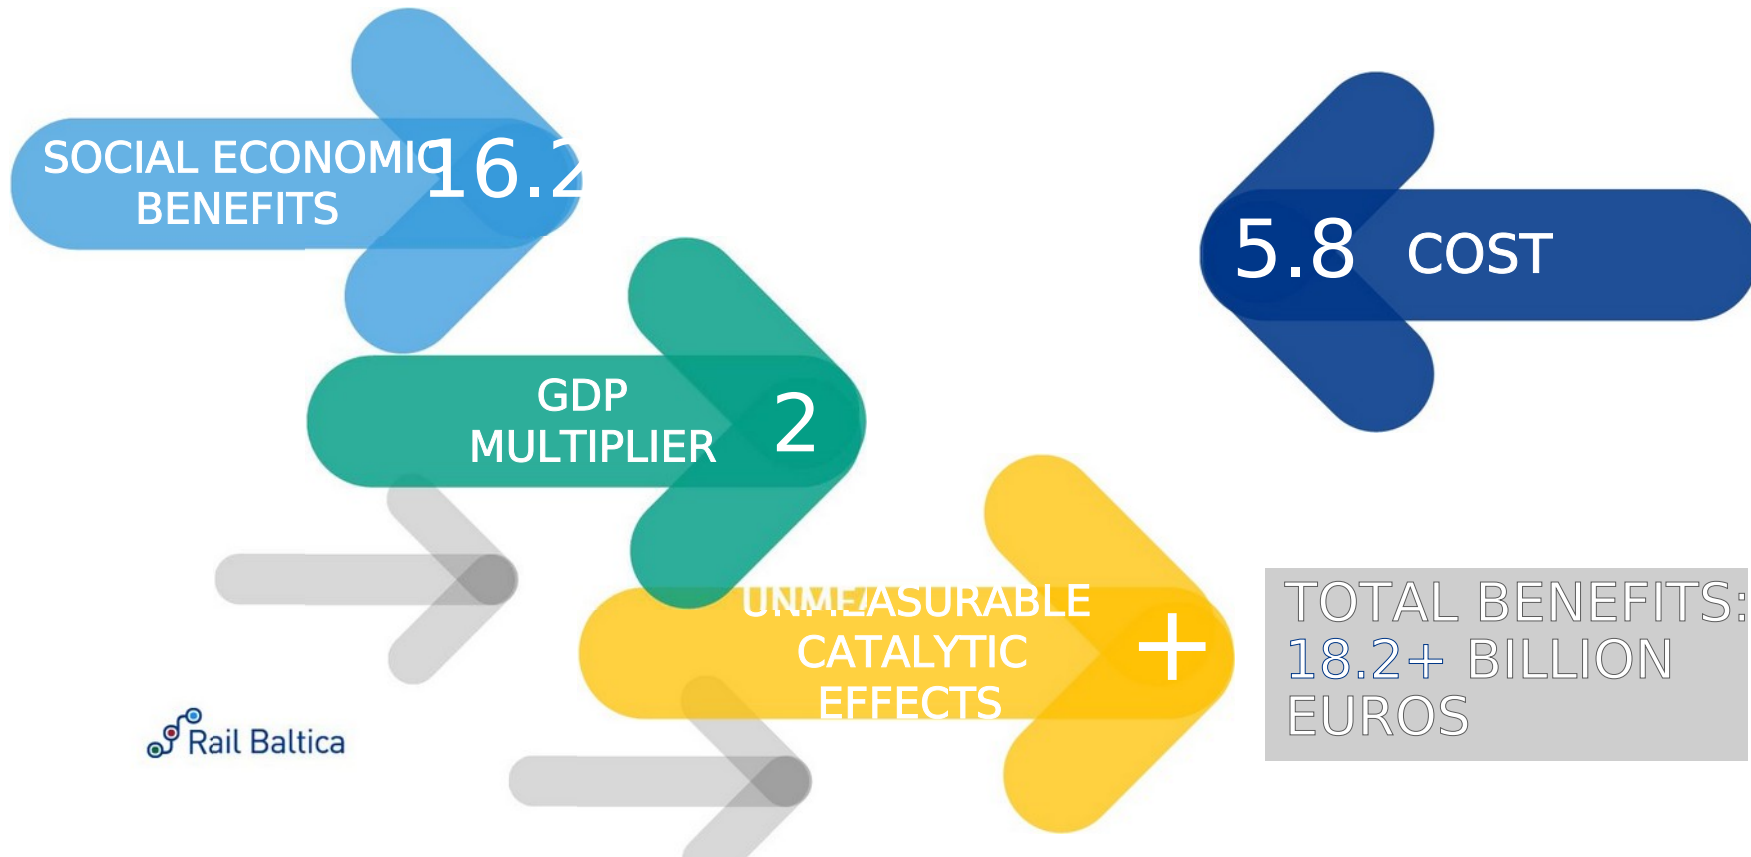 SOCIAL ECONOMIC
BENEFITS
16.2
5.8
COST
GDP
MULTIPLIER
2
UNMEASURABLE
CATALYTIC
EFFECTS
+
TOTAL BENEFITS:
18.2+ BILLION
EUROS
Rail Baltica